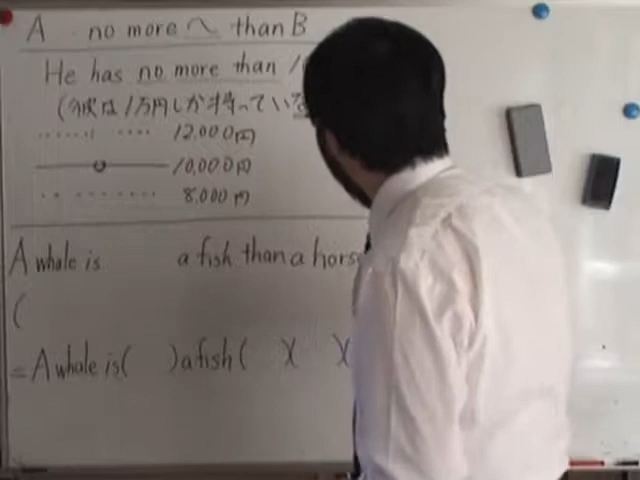 A no more 〜 than B
He has no more than 1
(彼は1万円しか持っている
12,000円
10,000円
8,000円
A whale is a fish than a horse
(
= A whale is ( ) a fish ( )( )